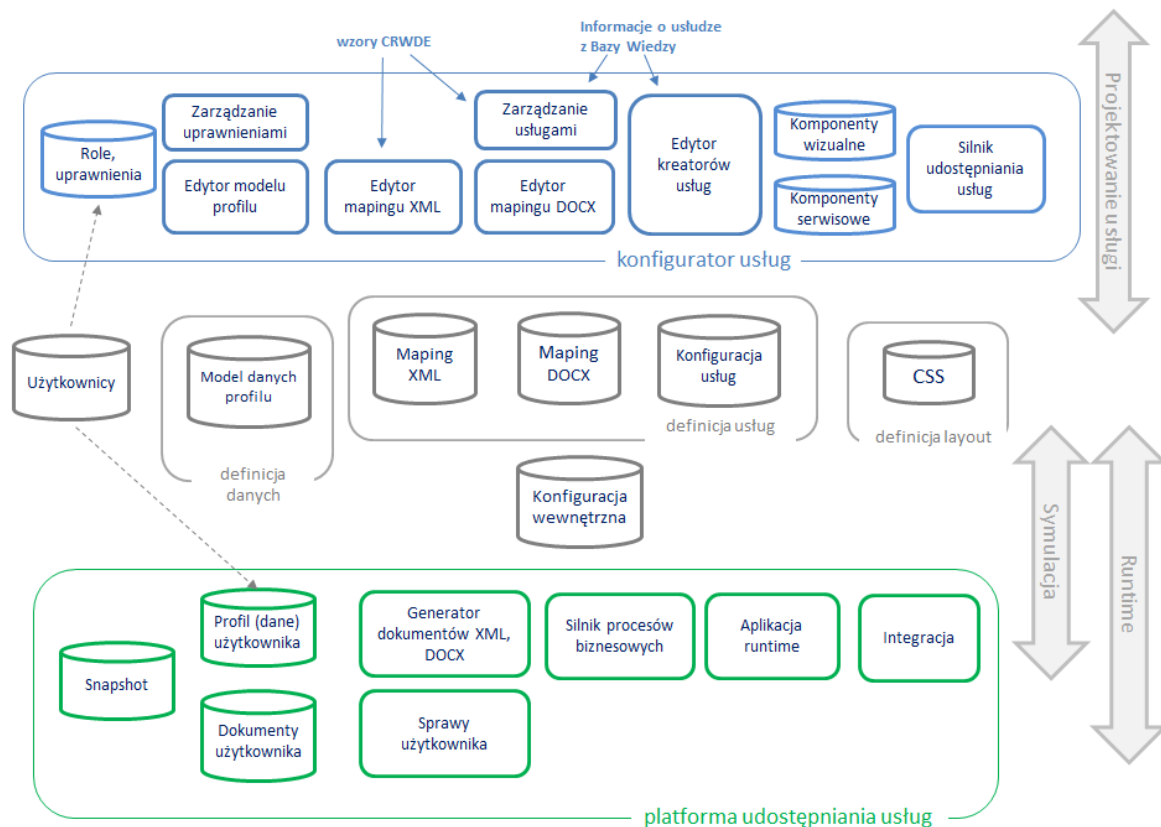 wzory CRWDE
Informacje o usłudze
z Bazy Wiedzy
Role,
uprawnienia
Zarządzanie
uprawnieniami
Edytor modelu
profilu
Edytor
mapingu XML
Zarządzanie
usługami
Edytor
mapingu DOCX
Edytor
kreatorów
usług
Komponenty
wizualne
Komponenty
serwisowe
Silnik
udostępniania
usług
konfigurator usług
Projektowanie usługi
Użytkownicy
Model danych
profilu
definicja
danych
Maping
XML
Maping
DOCX
Konfiguracja
usług
definicja usług
CSS
definicja layout
Konfiguracja
wewnętrzna
Symulacja
Runtime
Snapshot
Profil (dane)
użytkownika
Dokumenty
użytkownika
Generator
dokumentów XML,
DOCX
Sprawy
użytkownika
Silnik procesów
biznesowych
Aplikacja
runtime
Integracja
platforma udostępniania usług